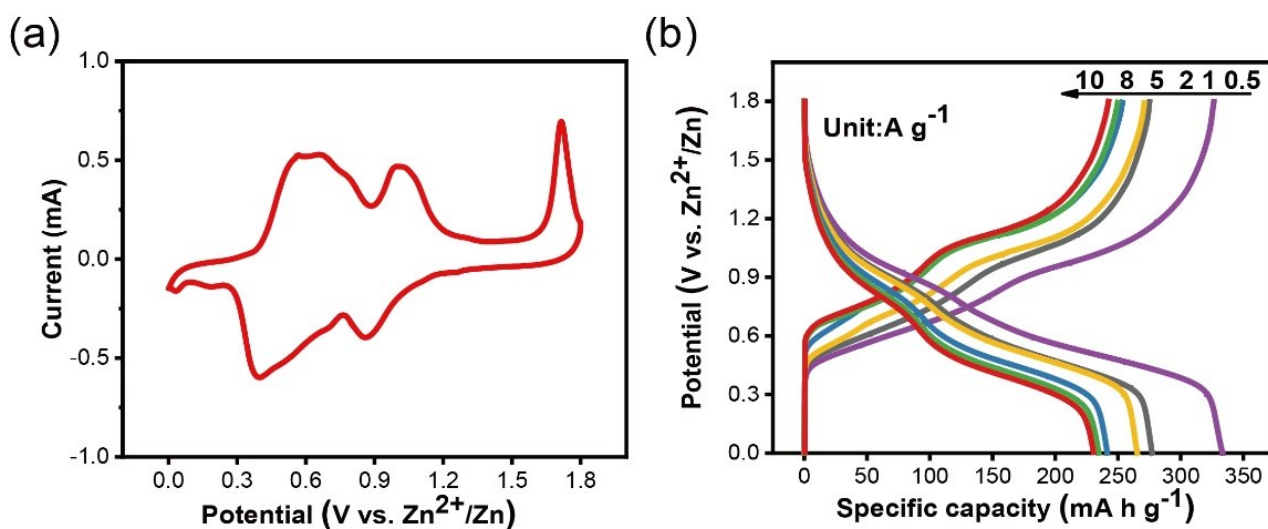 (a)
1.0
0.5
0.0
-0.5
-1.0
Current (mA)
0.0 0.3 0.6 0.9 1.2 1.5 1.8
Potential (V vs. Zn²⁺/Zn)
(b)
10 8 5 2 1 0.5
Unit:A g⁻¹
1.8
1.5
1.2
0.9
0.6
0.3
0.0
Potential (V vs. Zn²⁺/Zn)
0 50 100 150 200 250 300 350
Specific capacity (mA h g⁻¹)